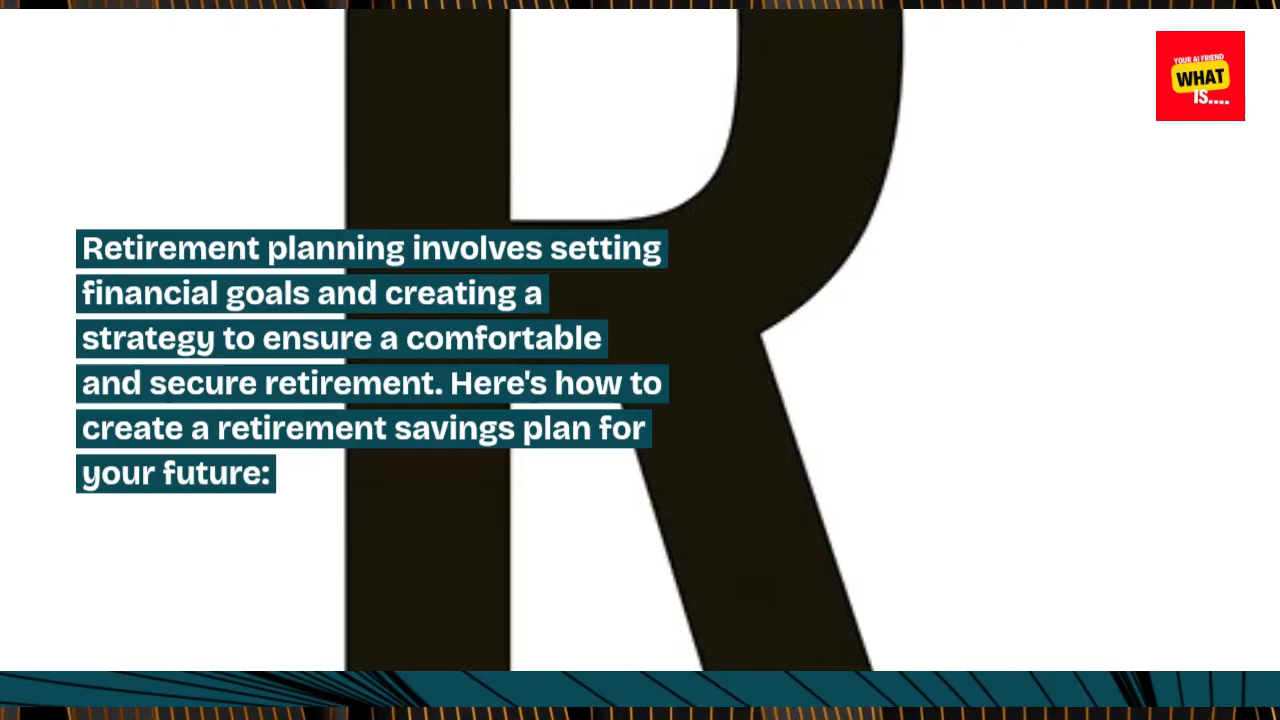 R
YOUR AI FRIEND
WHAT
IS....
Retirement planning involves setting
financial goals and creating a
strategy to ensure a comfortable
and secure retirement. Here's how to
create a retirement savings plan for
your future: